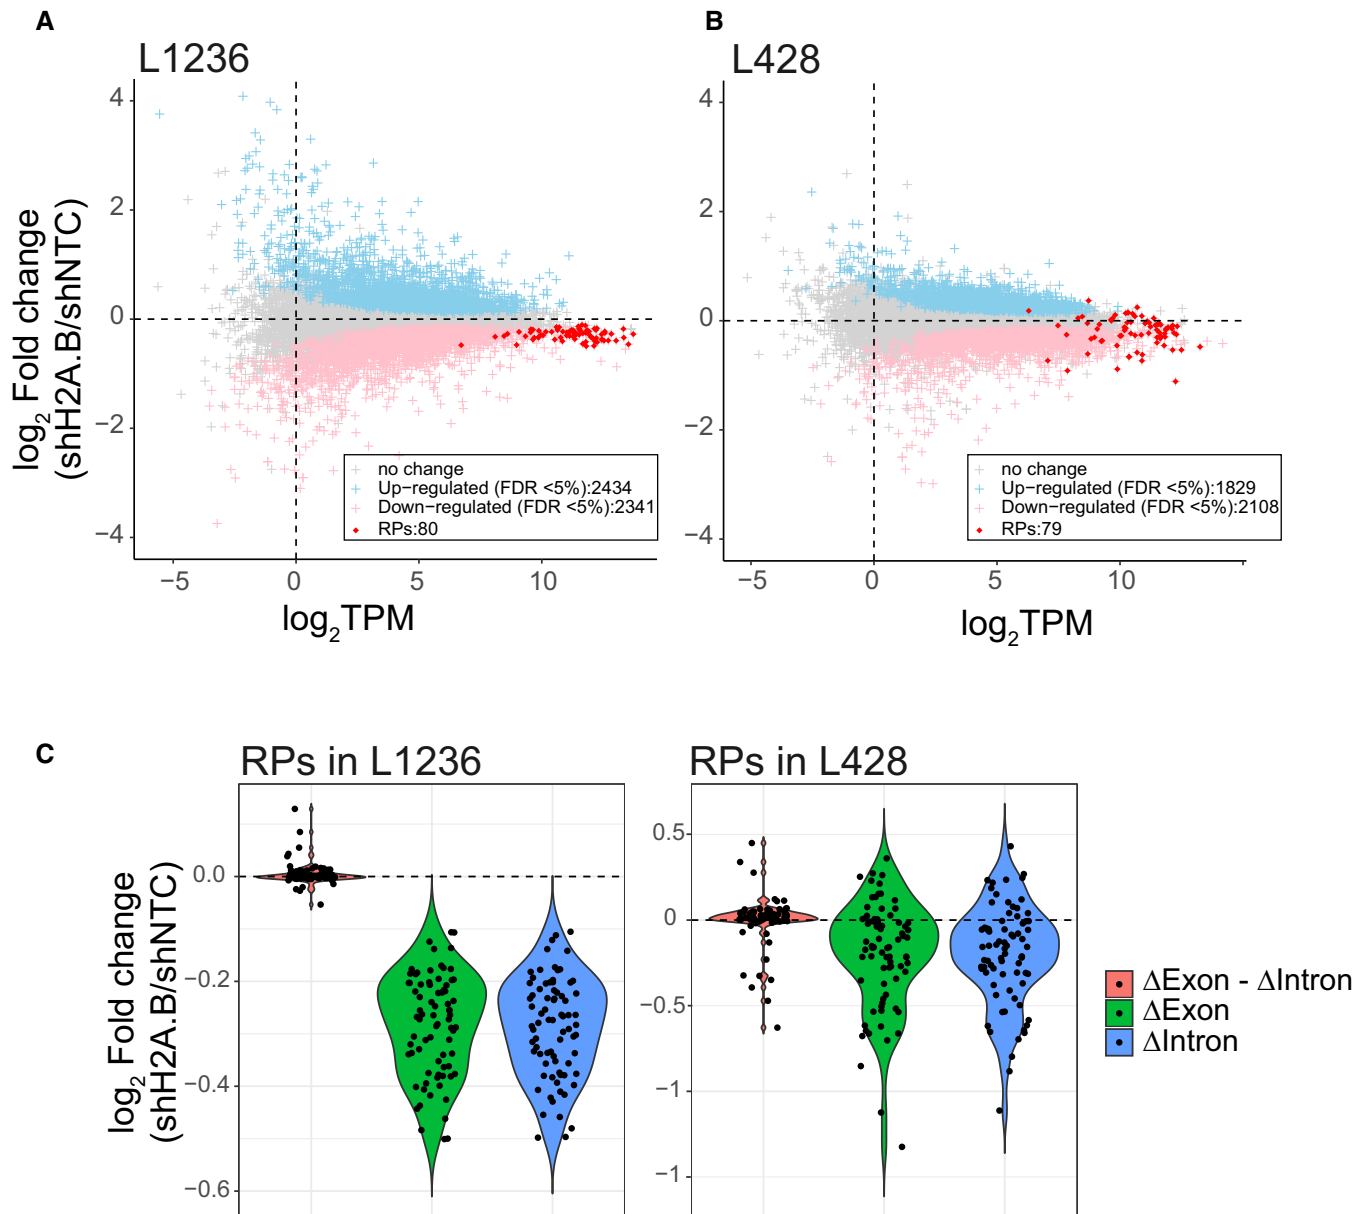 A
L1236
log2 Fold change
(shH2A.B/shNTC)
4
2
0
−2
−4
no change
Up−regulated (FDR <5%):2434
Down−regulated (FDR <5%):2341
RPs:80
−5
0
5
10
log2TPM
B
L428
4
2
0
−2
−4
no change
Up−regulated (FDR <5%):1829
Down−regulated (FDR <5%):2108
RPs:79
−5
0
5
10
log2TPM
C
RPs in L1236
log2 Fold change
(shH2A.B/shNTC)
0.0
−0.2
−0.4
−0.6
RPs in L428
0.5
0
−0.5
−1
−1
ΔExon - ΔIntron
ΔExon
ΔIntron